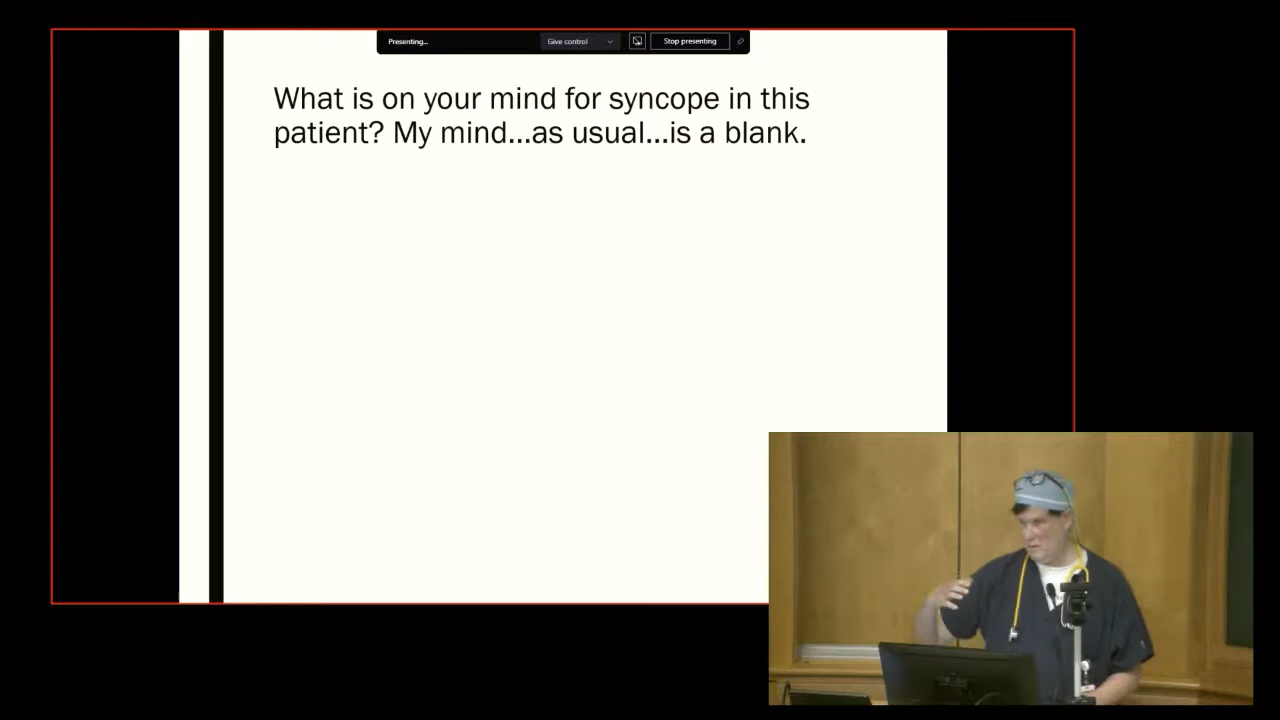 Presenting...
Give control
Stop presenting
What is on your mind for syncope in this
patient? My mind...as usual...is a blank.